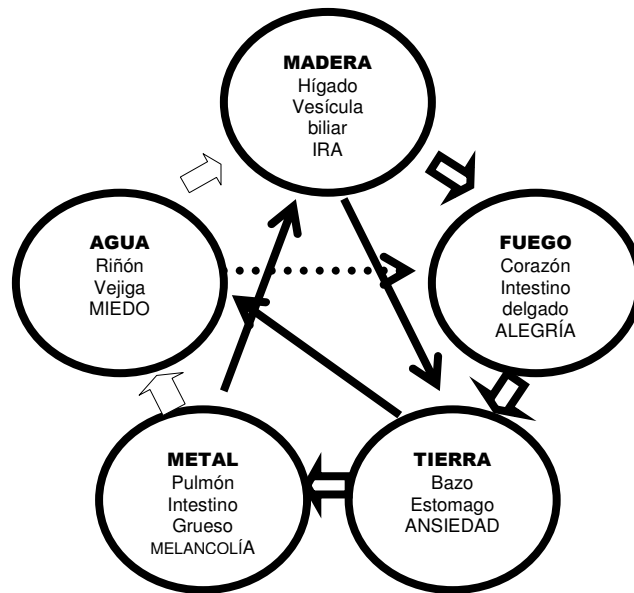 MADERA
Hígado
Vesícula
biliar
IRA
AGUA
Riñón
Vejiga
MIEDO
FUEGO
Corazón
Intestino
delgado
ALEGRÍA
METAL
Pulmón
Intestino
Grueso
MELANCOLÍA
TIERRA
Bazo
Estomago
ANSIEDAD